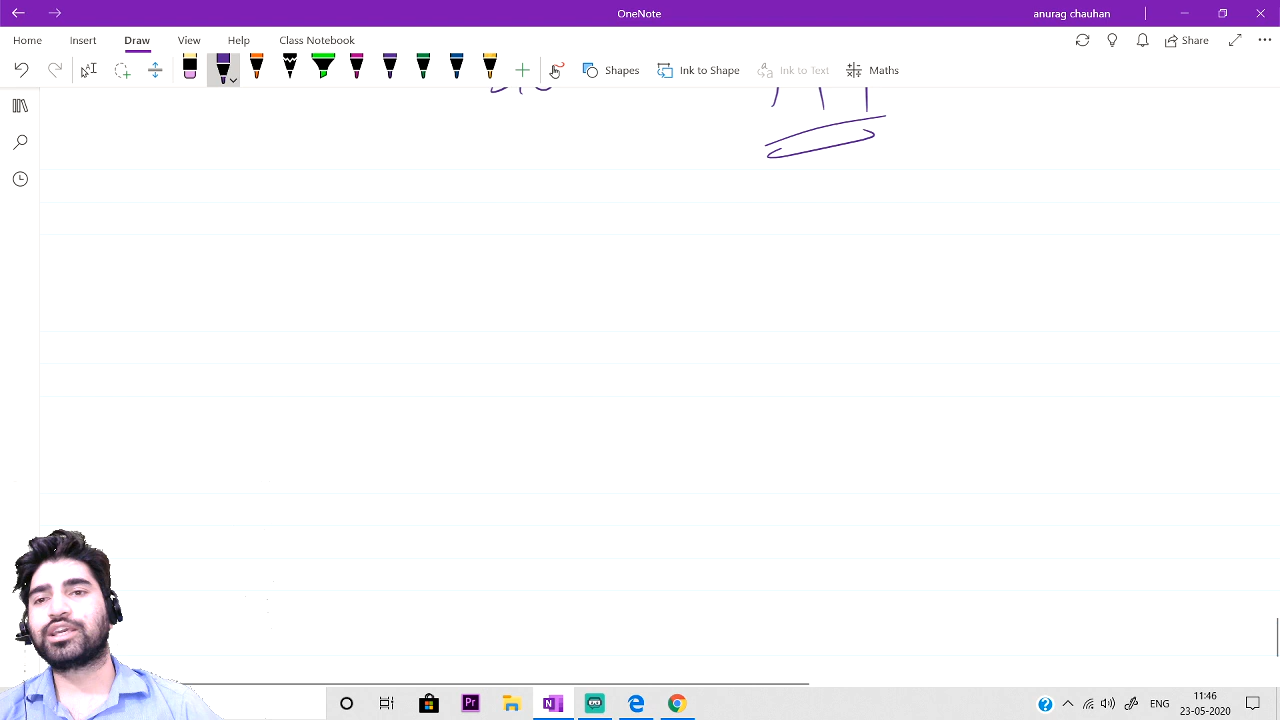 OneNote
anurag chauhan
Home Insert Draw View Help Class Notebook
Share
Shapes Ink to Shape Ink to Text Maths
Pr
N
ENG
11:46
23-05-2020